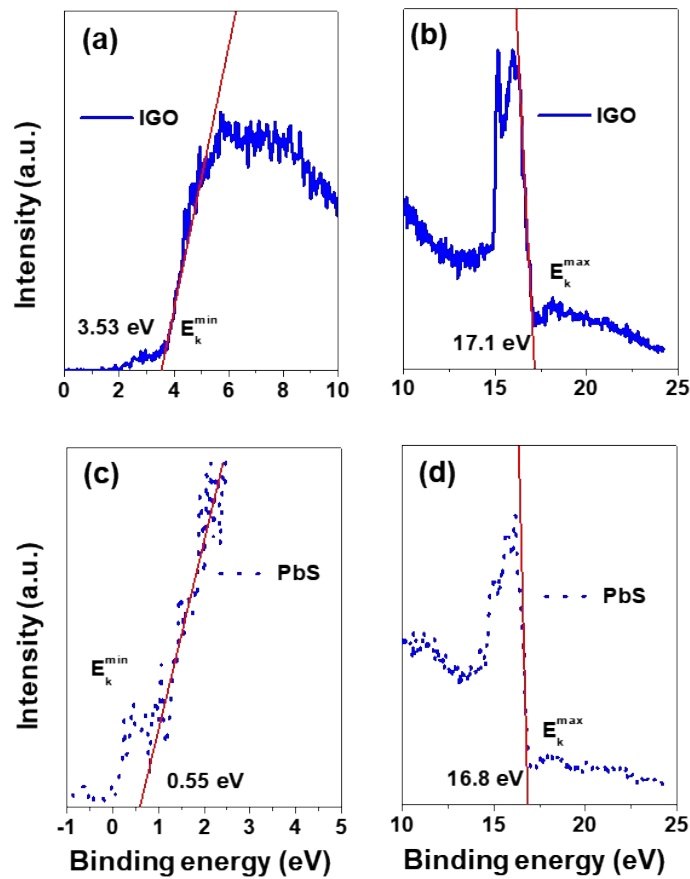 (a)
IGO
3.53 eV
E_k^min
0 2 4 6 8 10
(b)
IGO
E_k^max
17.1 eV
10 15 20 25
Intensity (a.u.)
(c)
PbS
E_k^min
0.55 eV
-1 0 1 2 3 4 5
Binding energy (eV)
(d)
PbS
E_k^max
16.8 eV
10 15 20 25
Binding energy (eV)
Intensity (a.u.)